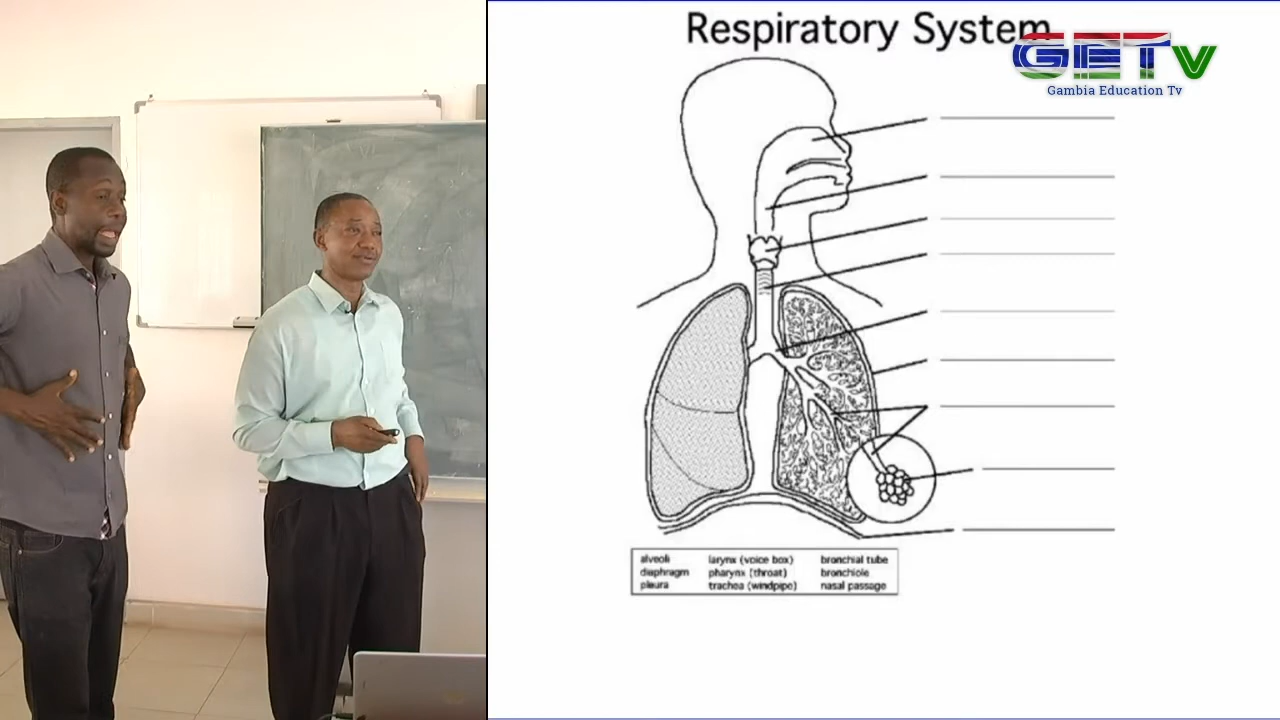 Respiratory System
GETv
Gambia Education Tv
alveoli larynx (voice box) bronchial tube
diaphragm pharynx (throat) bronchiole
pleura trachea (windpipe) nasal passage